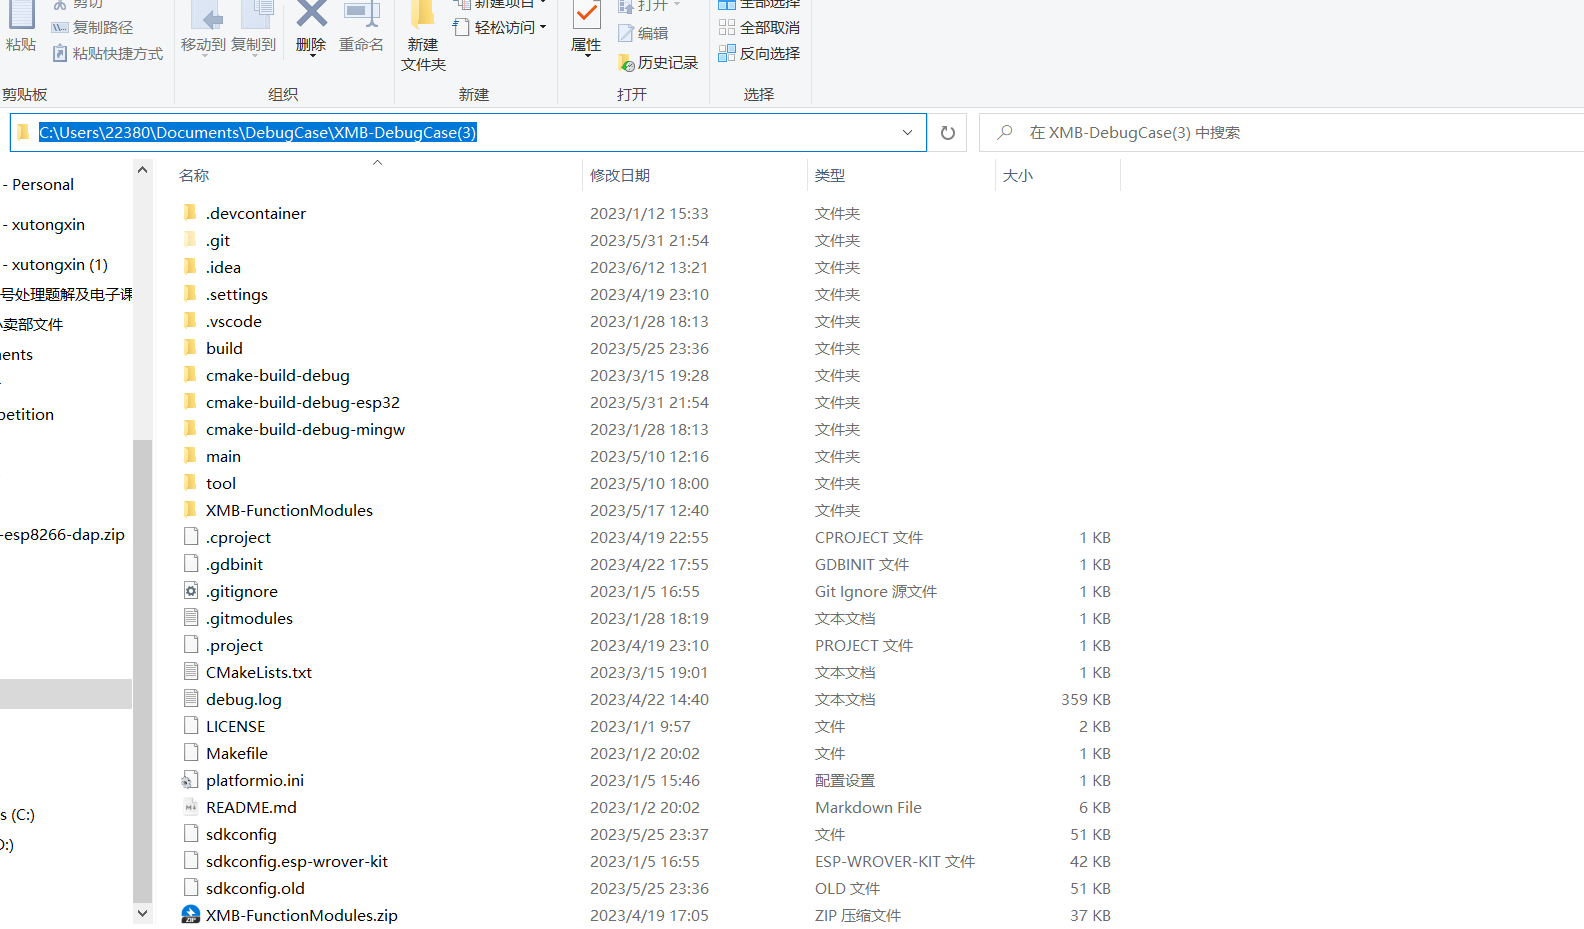 粘贴
剪切
复制路径
粘贴快捷方式
剪贴板
移动到
复制到
删除
重命名
组织
新建
文件夹
新建项目
轻松访问
新建
属性
打开
编辑
历史记录
打开
全部选择
全部取消
反向选择
选择
C:\Users\22380\Documents\DebugCase\XMB-DebugCase(3)
在 XMB-DebugCase(3) 中搜索
- Personal
- xutongxin
- xutongxin (1)
号处理题解及电子课
卖部文件
ents
petition
-esp8266-dap.zip
s (C:)
D:)
名称 修改日期 类型 大小
.devcontainer 2023/1/12 15:33 文件夹
.git 2023/5/31 21:54 文件夹
.idea 2023/6/12 13:21 文件夹
.settings 2023/4/19 23:10 文件夹
.vscode 2023/1/28 18:13 文件夹
build 2023/5/25 23:36 文件夹
cmake-build-debug 2023/3/15 19:28 文件夹
cmake-build-debug-esp32 2023/5/31 21:54 文件夹
cmake-build-debug-mingw 2023/1/28 18:13 文件夹
main 2023/5/10 12:16 文件夹
tool 2023/5/10 18:00 文件夹
XMB-FunctionModules 2023/5/17 12:40 文件夹
.cproject 2023/4/19 22:55 CPROJECT 文件 1 KB
.gdbinit 2023/4/22 17:55 GDBINIT 文件 1 KB
.gitignore 2023/1/5 16:55 Git Ignore 源文件 1 KB
.gitmodules 2023/1/28 18:19 文本文档 1 KB
.project 2023/4/19 23:10 PROJECT 文件 1 KB
CMakeLists.txt 2023/3/15 19:01 文本文档 1 KB
debug.log 2023/4/22 14:40 文本文档 359 KB
LICENSE 2023/1/1 9:57 文件 2 KB
Makefile 2023/1/2 20:02 文件 1 KB
platformio.ini 2023/1/5 15:46 配置设置 1 KB
README.md 2023/1/2 20:02 Markdown File 6 KB
sdkconfig 2023/5/25 23:37 文件 51 KB
sdkconfig.esp-wrover-kit 2023/1/5 16:55 ESP-WROVER-KIT 文件 42 KB
sdkconfig.old 2023/5/25 23:36 OLD 文件 51 KB
XMB-FunctionModules.zip 2023/4/19 17:05 ZIP 压缩文件 37 KB